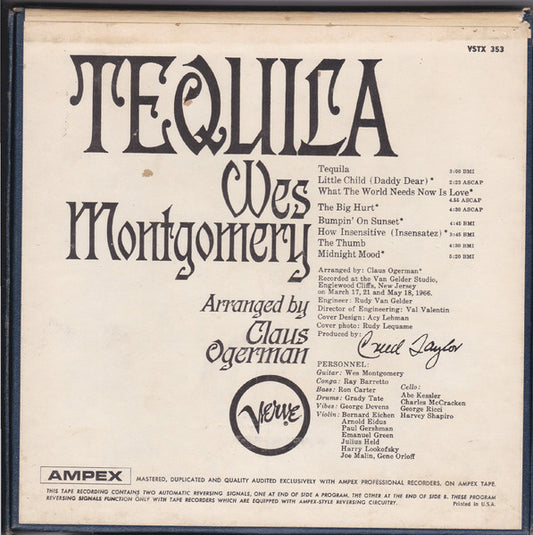 VSTX 353
TEQUILA
Wes
Montgomery
Arranged by
Claus
Ogerman
Verve
Tequila 3:00 BMI
Little Child (Daddy Dear)* 2:23 ASCAP
What The World Needs Now Is Love*
4.55 ASCAP
The Big Hurt* 4:30 ASCAP
Bumpin' On Sunset* 4:45 BMI
How Insensitive (Insensatez)* 3:45 BMI
The Thumb 4:30 BMI
Midnight Mood* 5:20 BMI
Arranged by: Claus Ogerman*
Recorded at the Van Gelder Studio,
Englewood Cliffs, New Jersey
on March 17, 21 and May 18, 1966.
Engineer: Rudy Van Gelder
Director of Engineering: Val Valentin
Cover Design: Acy Lehman
Cover photo: Rudy Lequame
Produced by: Creed Taylor
PERSONNEL:
Guitar: Wes Montgomery
Conga: Ray Barretto
Bass: Ron Carter
Drums: Grady Tate
Vibes: George Devens
Violin: Bernard Eichen
Arnold Eidus
Paul Gershman
Emanuel Green
Julius Held
Harry Lookofsky
Joe Malin, Gene Orloff
Cello:
Abe Kessler
Charles McCracken
George Ricci
Harvey Shapiro
AMPEX MASTERED, DUPLICATED AND QUALITY AUDITED EXCLUSIVELY WITH AMPEX PROFESSIONAL RECORDERS, ON AMPEX TAPE.
THIS TAPE RECORDING CONTAINS TWO AUTOMATIC REVERSING SIGNALS, ONE AT END OF SIDE A PROGRAM, THE OTHER AT THE END OF SIDE B. THESE PROGRAM
REVERSING SIGNALS FUNCTION ONLY WITH TAPE RECORDERS WHICH ARE EQUIPPED WITH AMPEX-STYLE REVERSING CIRCUITRY. Printed in U.S.A.